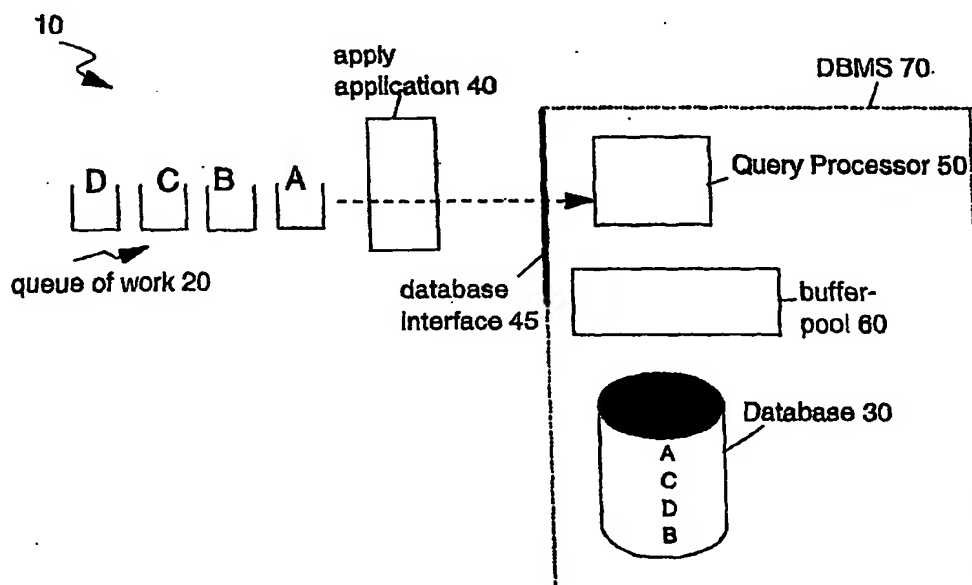 10
apply
application 40
DBMS 70.
D C B A
Query Processor 50
queue of work 20
database
interface 45
buffer-
pool 60
Database 30
A
C
D
B